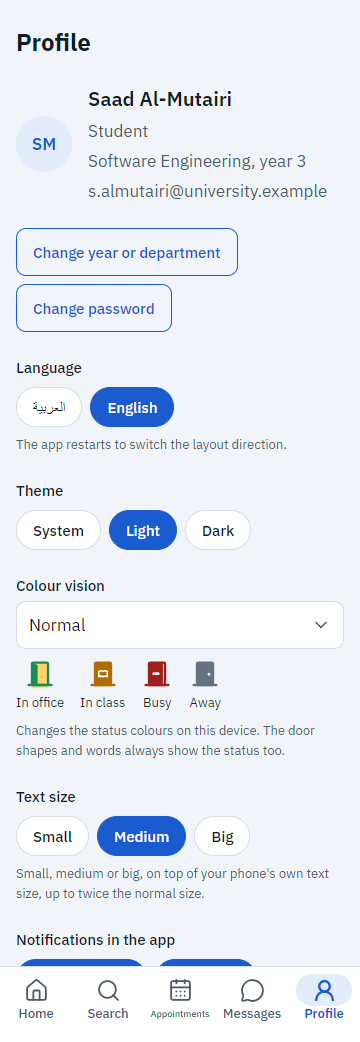 Profile
Saad Al-Mutairi
SM
Student
Software Engineering, year 3
s.almutairi@university.example
Change year or department
Change password
Language
العربية
English
The app restarts to switch the layout direction.
Theme
System
Light
Dark
Colour vision
Normal
In office
In class
Busy
Away
Changes the status colours on this device. The door
shapes and words always show the status too.
Text size
Small
Medium
Big
Small, medium or big, on top of your phone's own text
size, up to twice the normal size.
Notifications in the app
Home
Search
Appointments
Messages
Profile